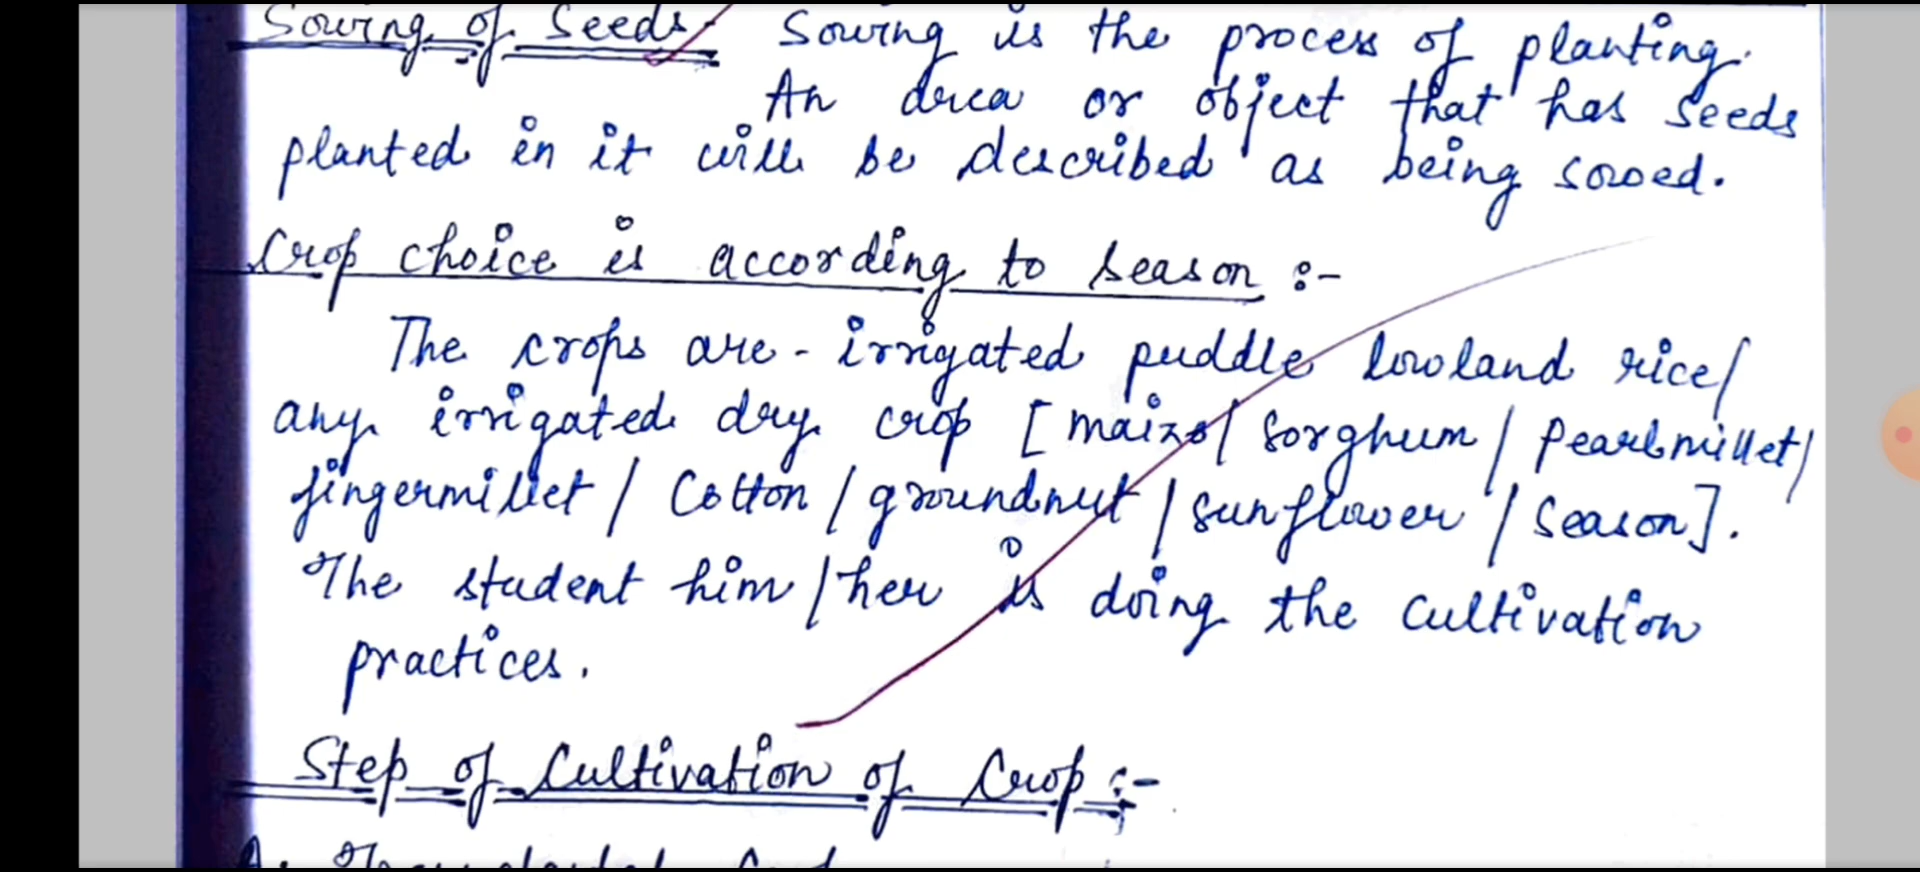 Sowing of Seeds Sowing is the process of planting.
An area or object that has seeds
planted in it will be described as being sowed.
Crop choice is according to season :-
The crops are - irrigated puddle lowland rice/
any irrigated dry crop [maize/ sorghum / pearlmillet/
fingermillet / cotton / groundnut / sunflower / season].
The student him / her is doing the cultivation
practices.
Step of Cultivation of Crop :-